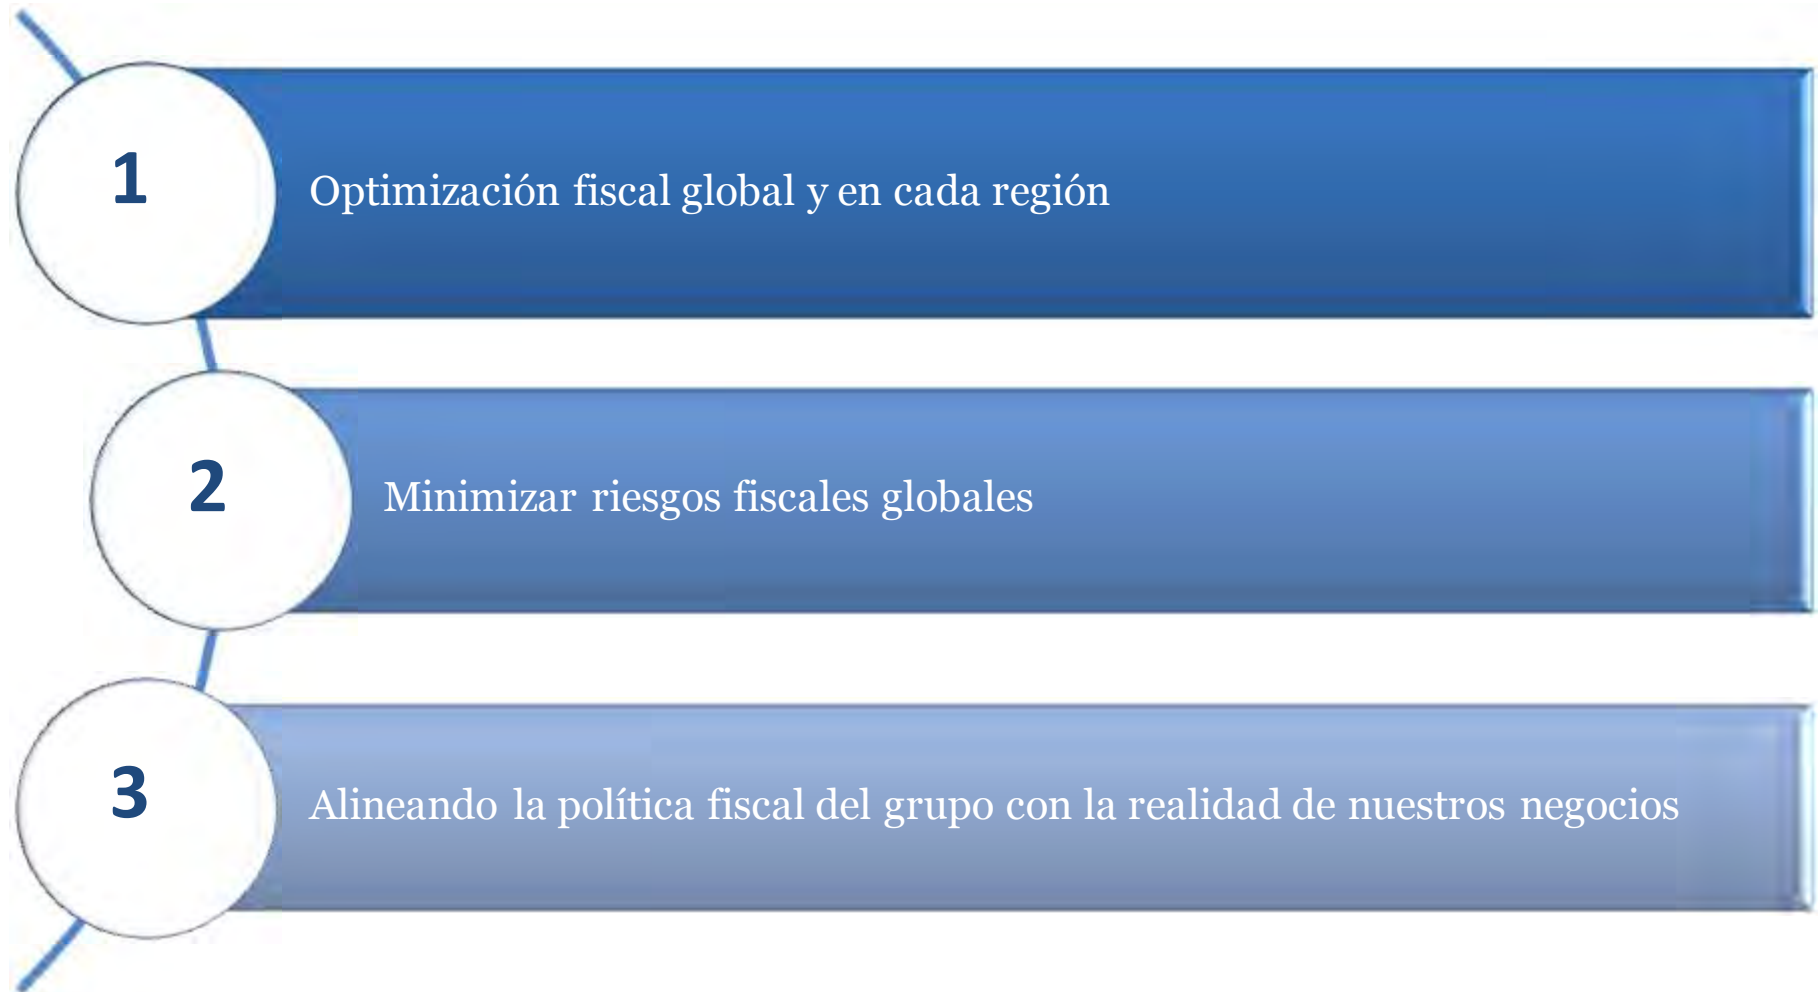 1
Optimización fiscal global y en cada región
2
Minimizar riesgos fiscales globales
3
Alineando la política fiscal del grupo con la realidad de nuestros negocios